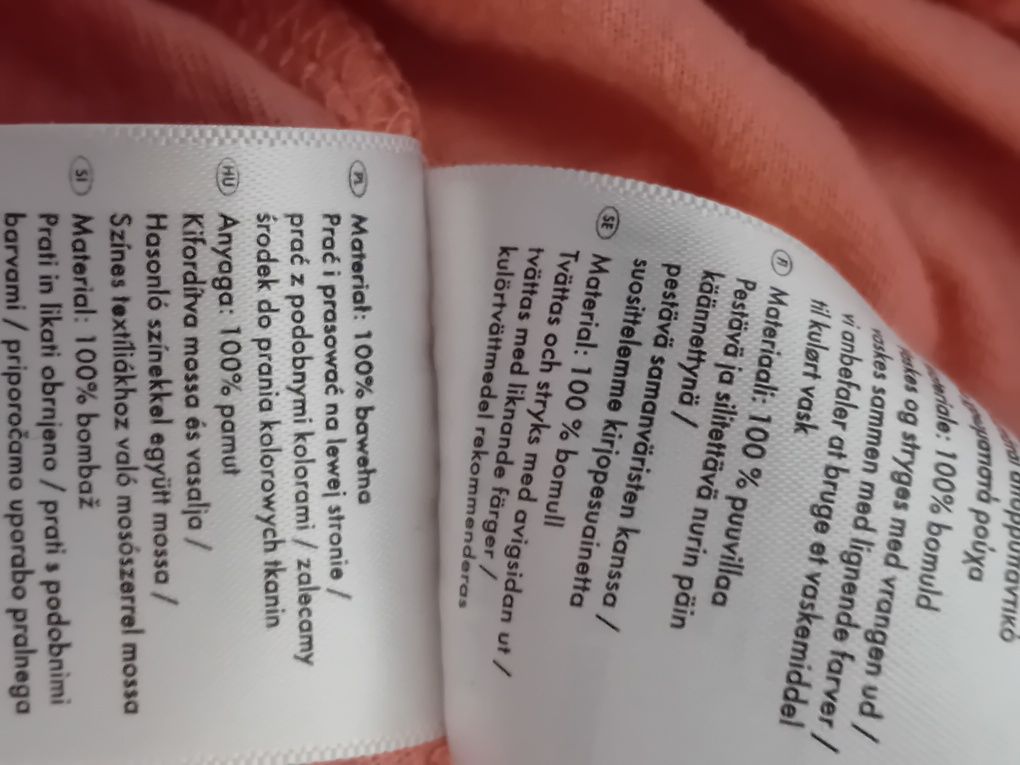 ρούχα
100% bomuld
og stryges med vrangen ud /
vaskes sammen med lignende farver /
vi anbefaler at bruge et vaskemiddel
til kulørt vask
FI Materiaali: 100 % puuvillaa
Pestävä ja silitettävä nurin päin
käännettynä /
pestävä samanväristen kanssa /
suosittelemme kirjopesuainetta
SE Material: 100 % bomull
Tvättas och stryks med avigsidan ut /
tvättas med liknande färger /
kulörtvättmedel rekommenderas
PL Materiał: 100% bawełna
Prać i prasować na lewej stronie /
prać z podobnymi kolorami / zalecamy
środek do prania kolorowych tkanin
HU Anyaga: 100% pamut
Kifordítva mossa és vasalja /
Hasonló színekkel együtt mossa /
Színes textíliákhoz való mosószerrel mossa
SI Material: 100% bombaž
Prati in likati obrnjeno / prati s podobnimi
barvami / priporočamo uporabo pralnega